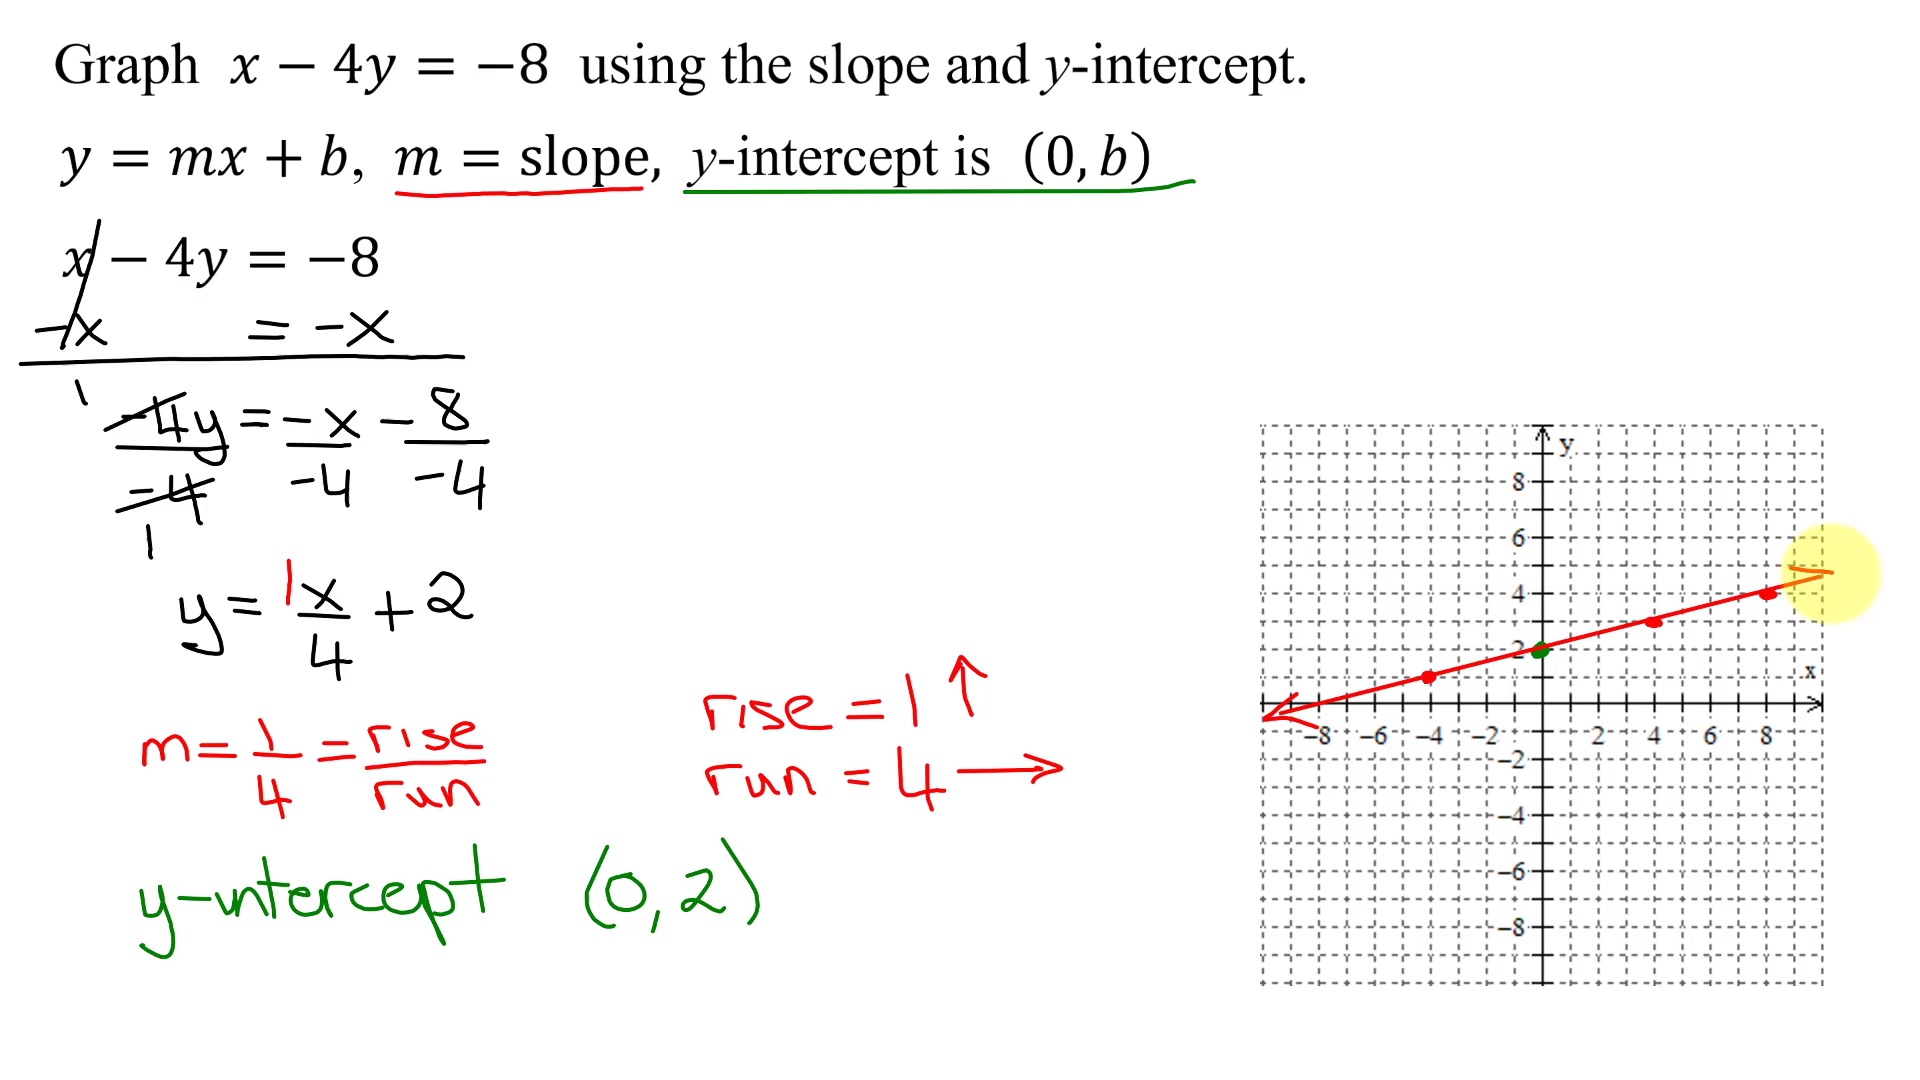 Graph x − 4y = −8 using the slope and y-intercept.
y = mx + b, m = slope, y-intercept is (0, b)
x − 4y = −8
-x = -x
1
-4y = -x - 8
-4 -4 -4
1
y = 1x + 2
4
m = 1 = rise
4 run
rise = 1 ↑
run = 4 →
y-intercept (0, 2)
y
8
6
4
2
x
−8 −6 −4 −2 2 4 6 8
−2
−4
−6
−8